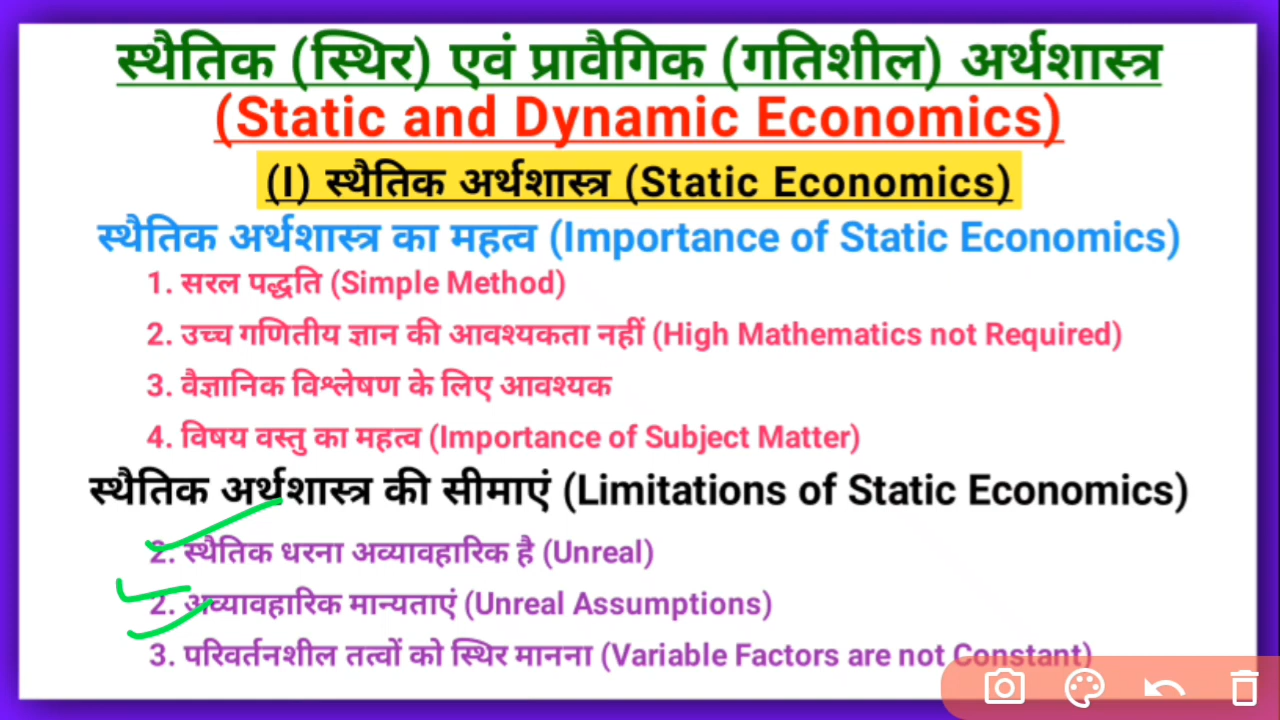 स्थैतिक (स्थिर) एवं प्रावैगिक (गतिशील) अर्थशास्त्र
(Static and Dynamic Economics)
(I) स्थैतिक अर्थशास्त्र (Static Economics)
स्थैतिक अर्थशास्त्र का महत्व (Importance of Static Economics)
1. सरल पद्धति (Simple Method)
2. उच्च गणितीय ज्ञान की आवश्यकता नहीं (High Mathematics not Required)
3. वैज्ञानिक विश्लेषण के लिए आवश्यक
4. विषय वस्तु का महत्व (Importance of Subject Matter)
स्थैतिक अर्थशास्त्र की सीमाएं (Limitations of Static Economics)
2. स्थैतिक धरना अव्यावहारिक है (Unreal)
2. अव्यावहारिक मान्यताएं (Unreal Assumptions)
3. परिवर्तनशील तत्वों को स्थिर मानना (Variable Factors are not Constant)